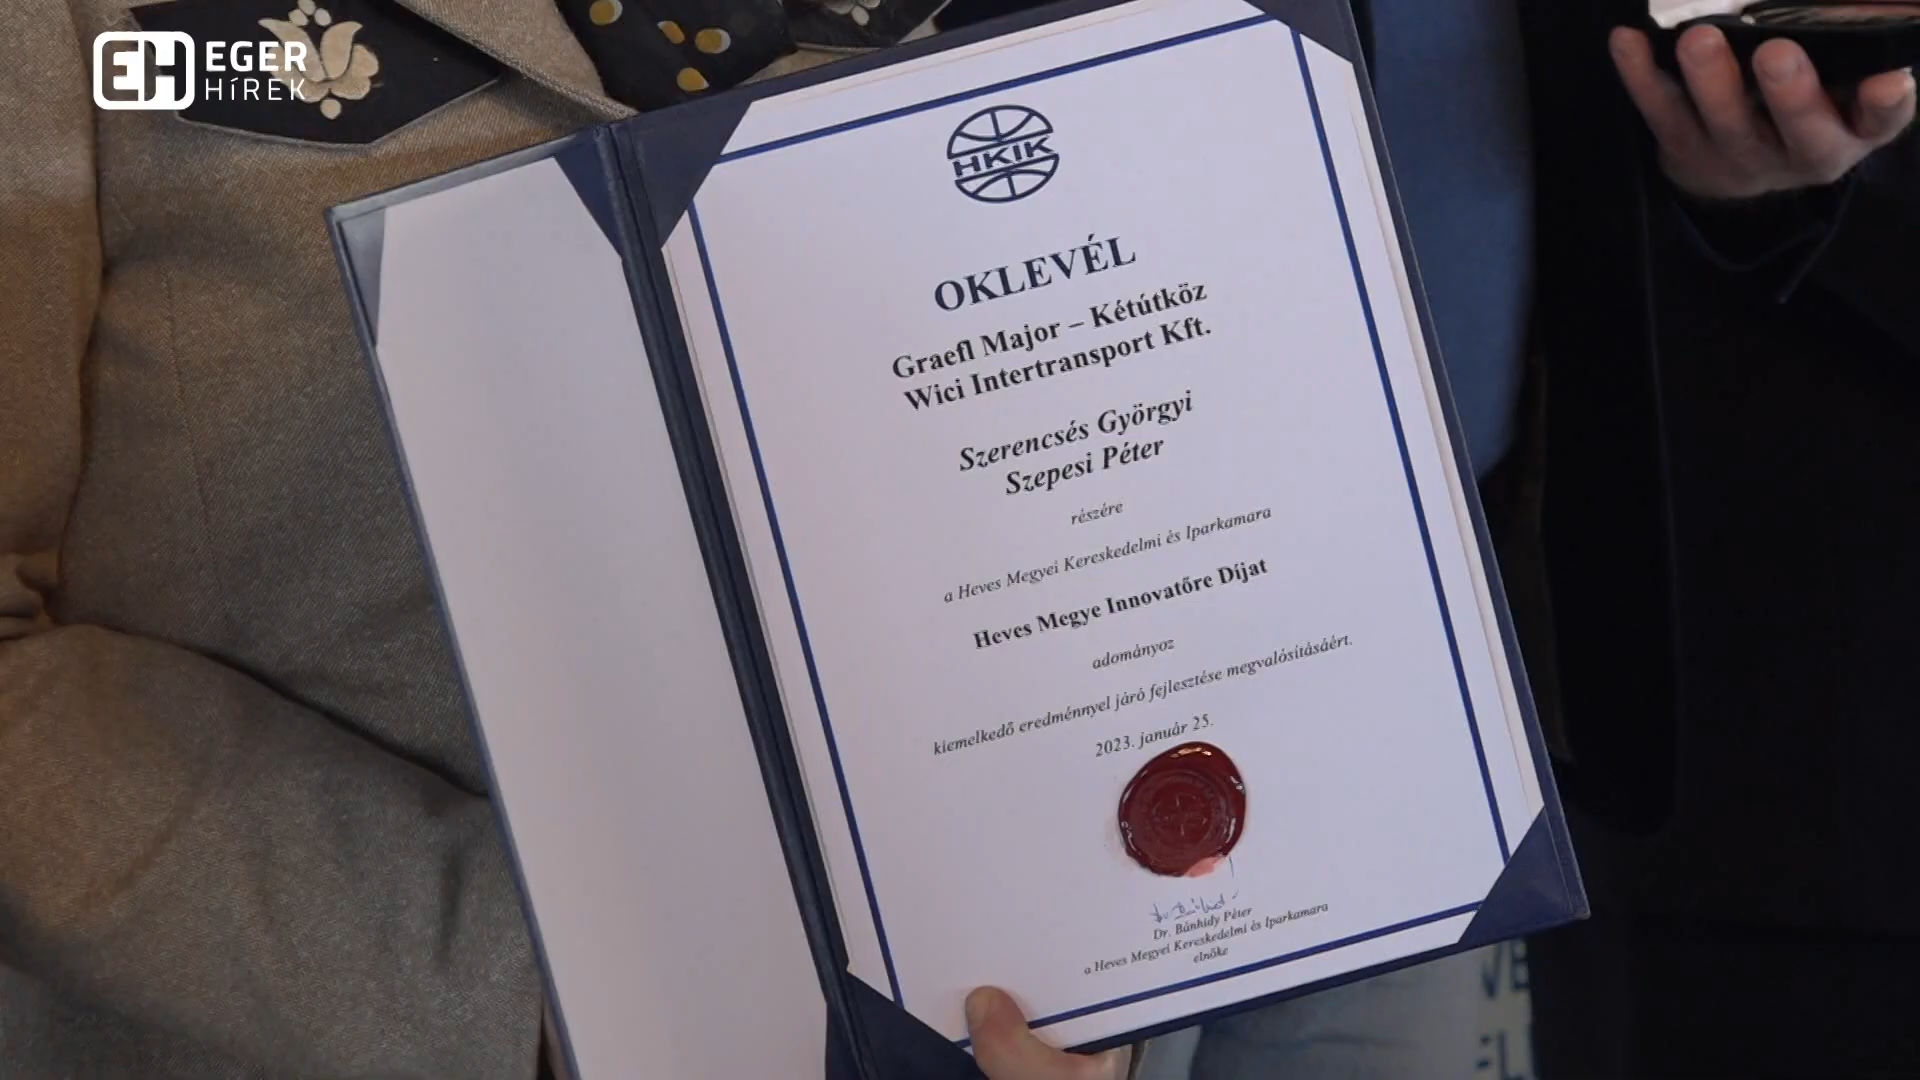 EH EGER
HÍREK
HKIK
OKLEVÉL
Graefl Major – Kétútköz
Wici Intertransport Kft.
Szerencsés Györgyi
Szepesi Péter
részére
a Heves Megyei Kereskedelmi és Iparkamara
Heves Megye Innovatőre Díjat
adományoz
kiemelkedő eredménnyel járó fejlesztése megvalósításáért.
2023. január 25.
Dr. Bánhidy Péter
a Heves Megyei Kereskedelmi és Iparkamara
elnöke